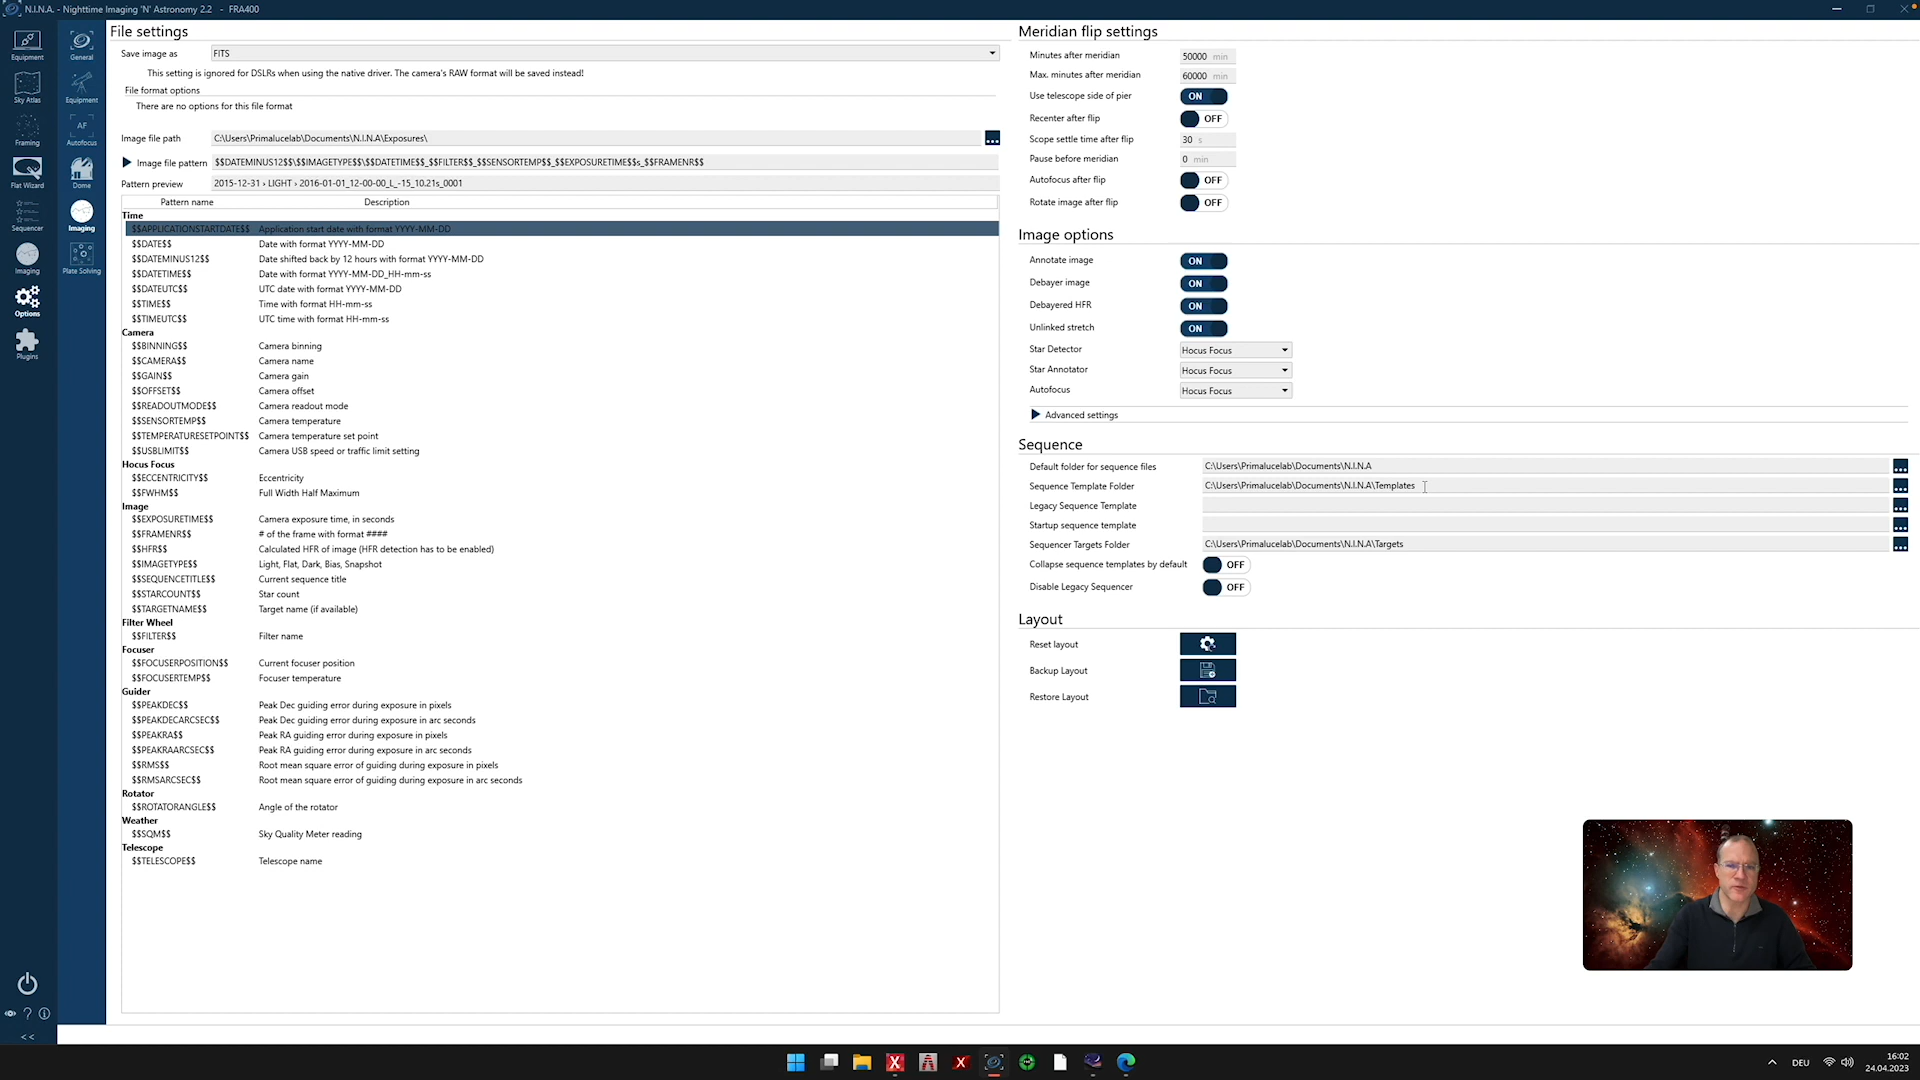 N.I.N.A. - Nighttime Imaging 'N' Astronomy 2.2 - FRA400
Equipment
Sky Atlas
Framing
Flat Wizard
Sequencer
Imaging
Options
Plugins
<<
General
Equipment
AF
Autofocus
Dome
Imaging
Plate Solving
File settings
Save image as FITS
This setting is ignored for DSLRs when using the native driver. The camera's RAW format will be saved instead!
File format options
There are no options for this file format
Image file path C:\Users\Primalucelab\Documents\N.I.N.A\Exposures\ ...
Image file pattern $$DATEMINUS12$$\$$IMAGETYPE$$\$$DATETIME$$_$$FILTER$$_$$SENSORTEMP$$_$$EXPOSURETIME$$s_$$FRAMENR$$
Pattern preview 2015-12-31 › LIGHT › 2016-01-01_12-00-00_L_-15_10.21s_0001
Pattern name Description
Time
$$APPLICATIONSTARTDATE$$ Application start date with format YYYY-MM-DD
$$DATE$$ Date with format YYYY-MM-DD
$$DATEMINUS12$$ Date shifted back by 12 hours with format YYYY-MM-DD
$$DATETIME$$ Date with format YYYY-MM-DD_HH-mm-ss
$$DATEUTC$$ UTC date with format YYYY-MM-DD
$$TIME$$ Time with format HH-mm-ss
$$TIMEUTC$$ UTC time with format HH-mm-ss
Camera
$$BINNING$$ Camera binning
$$CAMERA$$ Camera name
$$GAIN$$ Camera gain
$$OFFSET$$ Camera offset
$$READOUTMODE$$ Camera readout mode
$$SENSORTEMP$$ Camera temperature
$$TEMPERATURESETPOINT$$ Camera temperature set point
$$USBLIMIT$$ Camera USB speed or traffic limit setting
Hocus Focus
$$ECCENTRICITY$$ Eccentricity
$$FWHM$$ Full Width Half Maximum
Image
$$EXPOSURETIME$$ Camera exposure time, in seconds
$$FRAMENR$$ # of the frame with format ####
$$HFR$$ Calculated HFR of image (HFR detection has to be enabled)
$$IMAGETYPE$$ Light, Flat, Dark, Bias, Snapshot
$$SEQUENCETITLE$$ Current sequence title
$$STARCOUNT$$ Star count
$$TARGETNAME$$ Target name (if available)
Filter Wheel
$$FILTER$$ Filter name
Focuser
$$FOCUSERPOSITION$$ Current focuser position
$$FOCUSERTEMP$$ Focuser temperature
Guider
$$PEAKDEC$$ Peak Dec guiding error during exposure in pixels
$$PEAKDECARCSEC$$ Peak Dec guiding error during exposure in arc seconds
$$PEAKRA$$ Peak RA guiding error during exposure in pixels
$$PEAKRAARCSEC$$ Peak RA guiding error during exposure in arc seconds
$$RMS$$ Root mean square error of guiding during exposure in pixels
$$RMSARCSEC$$ Root mean square error of guiding during exposure in arc seconds
Rotator
$$ROTATORANGLE$$ Angle of the rotator
Weather
$$SQM$$ Sky Quality Meter reading
Telescope
$$TELESCOPE$$ Telescope name
Meridian flip settings
Minutes after meridian 50000 min
Max. minutes after meridian 60000 min
Use telescope side of pier ON
Recenter after flip OFF
Scope settle time after flip 30 s
Pause before meridian 0 min
Autofocus after flip OFF
Rotate image after flip OFF
Image options
Annotate image ON
Debayer image ON
Debayered HFR ON
Unlinked stretch ON
Star Detector Hocus Focus
Star Annotator Hocus Focus
Autofocus Hocus Focus
Advanced settings
Sequence
Default folder for sequence files C:\Users\Primalucelab\Documents\N.I.N.A ...
Sequence Template Folder C:\Users\Primalucelab\Documents\N.I.N.A\Templates ...
Legacy Sequence Template ...
Startup sequence template ...
Sequencer Targets Folder C:\Users\Primalucelab\Documents\N.I.N.A\Targets ...
Collapse sequence templates by default OFF
Disable Legacy Sequencer OFF
Layout
Reset layout
Backup Layout
Restore Layout
DEU
16:02
24.04.2023